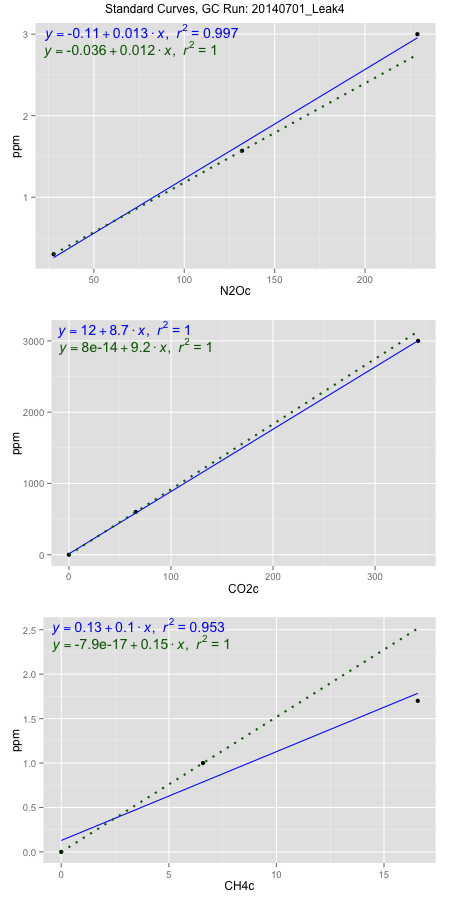 Standard Curves, GC Run: 20140701_Leak4
y = -0.11 + 0.013 · x, r² = 0.997
y = -0.036 + 0.012 · x, r² = 1
3
2
1
ppm
50 100 150 200
N2Oc
y = 12 + 8.7 · x, r² = 1
y = 8e-14 + 9.2 · x, r² = 1
3000
2000
1000
0
ppm
0 100 200 300
CO2c
y = 0.13 + 0.1 · x, r² = 0.953
y = -7.9e-17 + 0.15 · x, r² = 1
2.5
2.0
1.5
1.0
0.5
0.0
ppm
0 5 10 15
CH4c